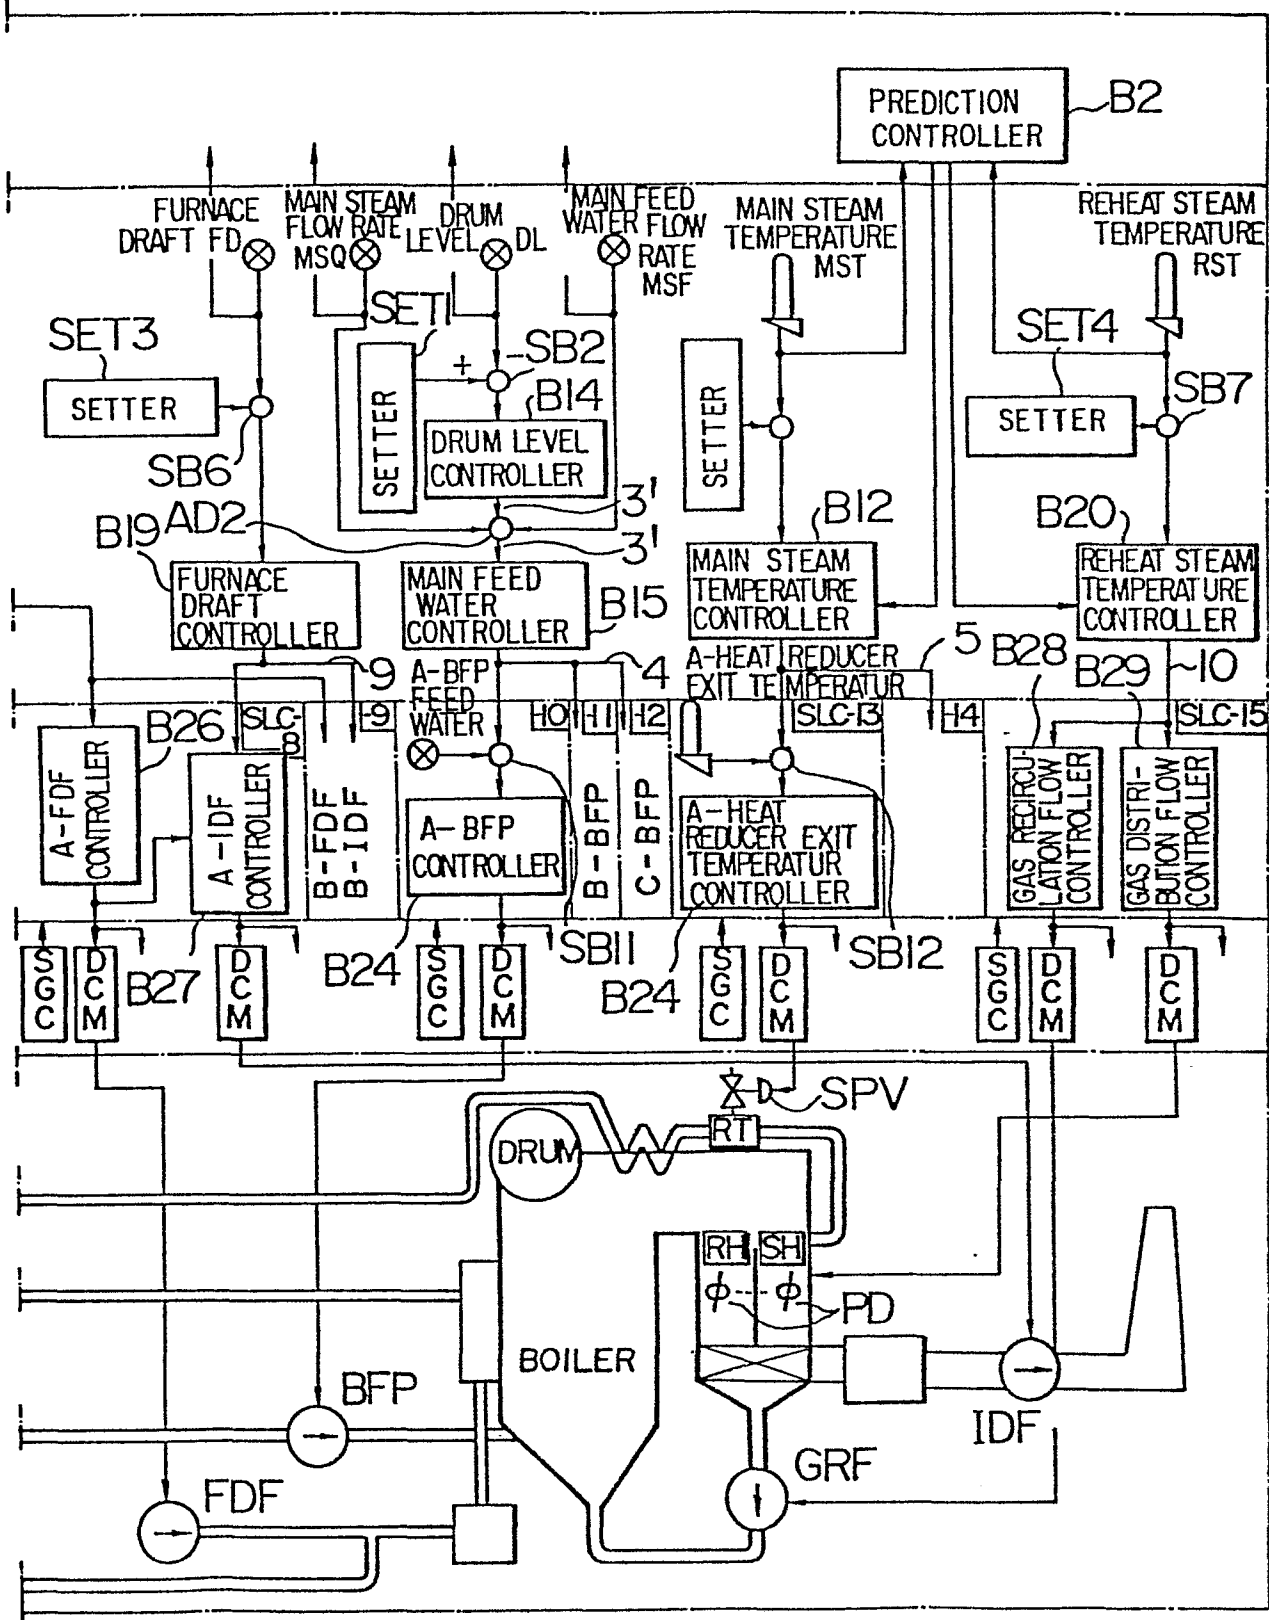 PREDICTION
CONTROLLER
B2
FURNACE
DRAFT FD
MAIN STEAM
FLOW RATE
MSQ
DRUM
LEVEL
DL
MAIN FEED
WATER FLOW
RATE
MSF
MAIN STEAM
TEMPERATURE
MST
REHEAT STEAM
TEMPERATURE
RST
SET3
SETTER
SB6
SET1
SETTER
+
-
SB2
B14
DRUM LEVEL
CONTROLLER
3'
AD2
3'
SETTER
SET4
SETTER
SB7
B19
FURNACE
DRAFT
CONTROLLER
9
MAIN FEED
WATER
CONTROLLER
B15
4
B12
MAIN STEAM
TEMPERATURE
CONTROLLER
5
B20
REHEAT STEAM
TEMPERATURE
CONTROLLER
10
A-BFP
FEED
WATER
A-HEAT REDUCER
EXIT TEMPERATUR
B28
B29
A-FDF
CONTROLLER
B26
SLC-
8
A-IDF
CONTROLLER
B-FDF
B-IDF
H9
H0
H1
H2
A-BFP
CONTROLLER
B-BFP
C-BFP
SLC-13
H4
A-HEAT
REDUCER EXIT
TEMPERATUR
CONTROLLER
GAS RECIRCU-
LATION FLOW
CONTROLLER
GAS DISTRI-
BUTION FLOW
CONTROLLER
SLC-15
SGC
DCM
B27
DCM
B24
SGC
DCM
SB11
B24
SGC
DCM
SB12
SGC
DCM
DCM
SPV
RT
DRUM
RH
SH
PD
BOILER
BFP
FDF
GRF
IDF